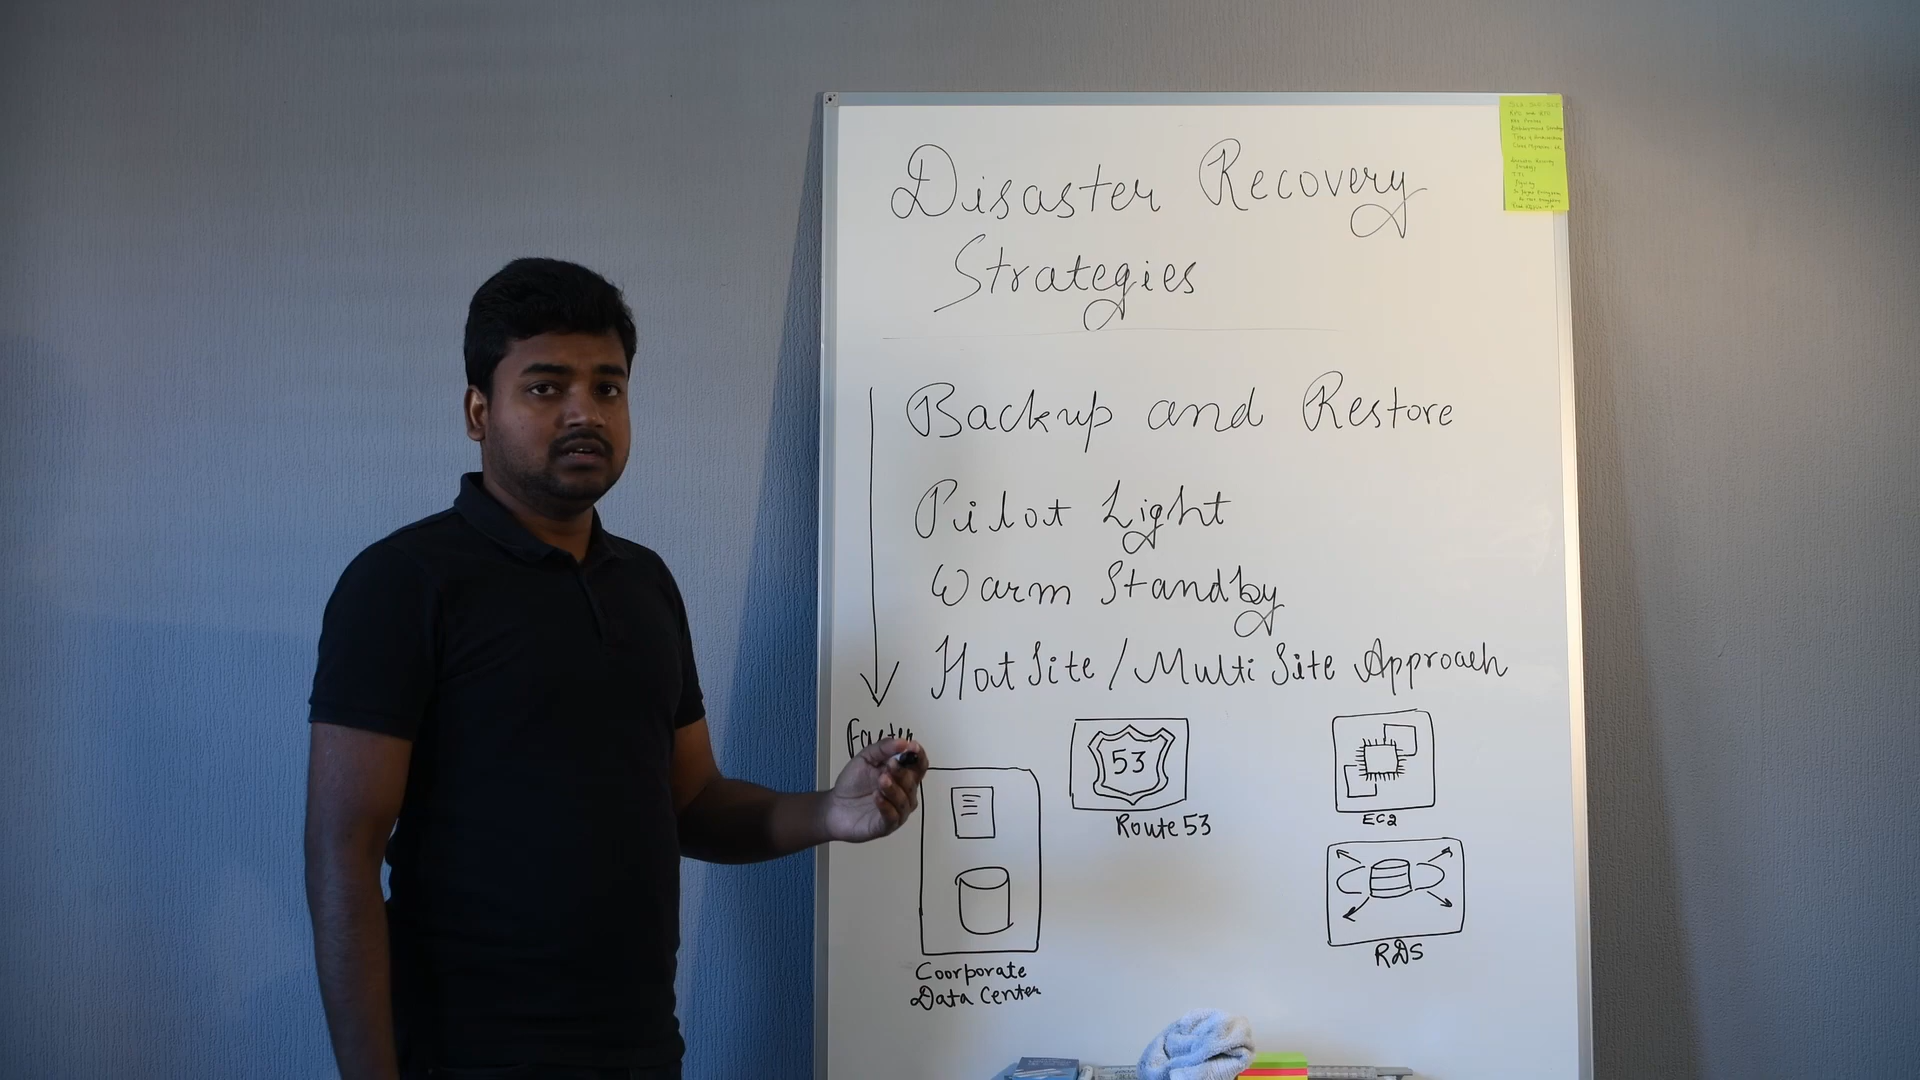 Disaster Recovery
Strategies
Backup and Restore
Pilot Light
Warm Standby
Hot Site / Multi Site Approach
Faster
53
Route 53
EC2
RDS
Coorporate
Data Center